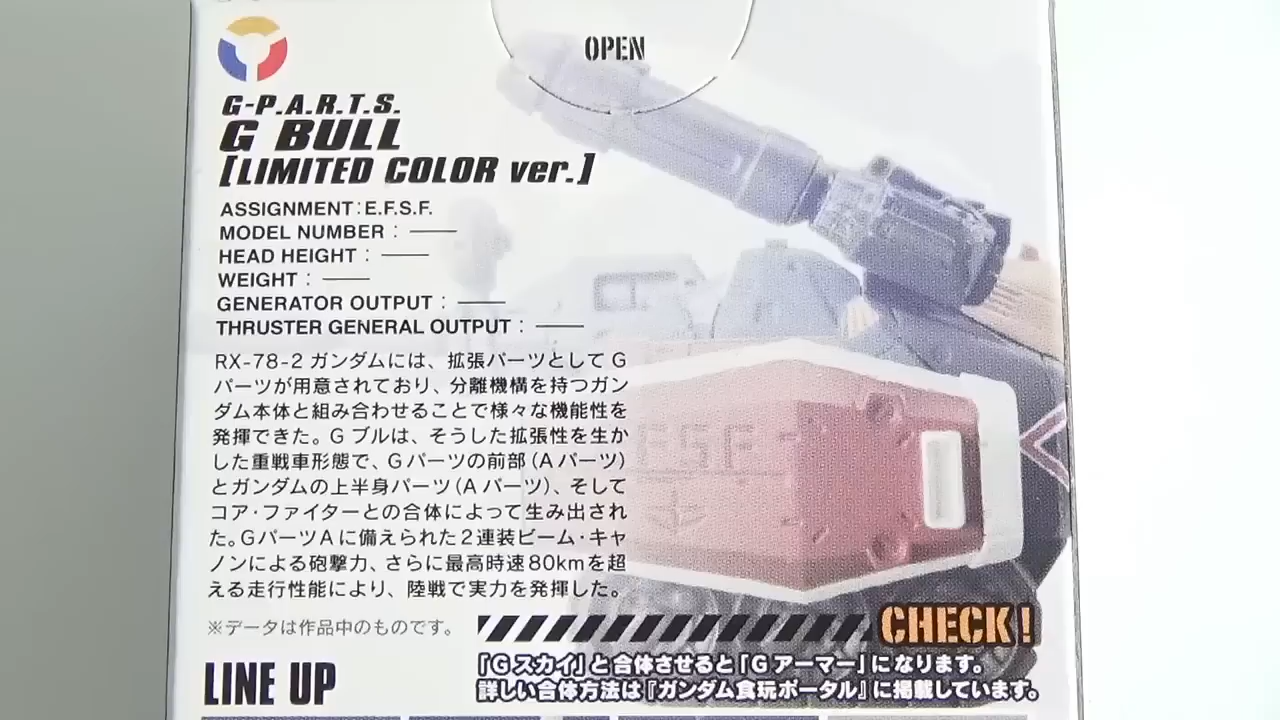 OPEN
G-P.A.R.T.S.
G BULL
[LIMITED COLOR ver.]
ASSIGNMENT:E.F.S.F.
MODEL NUMBER : ——
HEAD HEIGHT : ——
WEIGHT : ——
GENERATOR OUTPUT : ——
THRUSTER GENERAL OUTPUT : ——
RX-78-2 ガンダムには、拡張パーツとして G
パーツが用意されており、分離機構を持つガン
ダム本体と組み合わせることで様々な機能性を
発揮できた。G ブルは、そうした拡張性を生か
した重戦車形態で、Gパーツの前部(A パーツ)
とガンダムの上半身パーツ(A パーツ)、そして
コア・ファイターとの合体によって生み出され
た。GパーツAに備えられた2連装ビーム・キャ
ノンによる砲撃力、さらに最高時速80kmを超
える走行性能により、陸戦で実力を発揮した。
※データは作品中のものです。
EFSF
CHECK!
「Gスカイ」と合体させると「Gアーマー」になります。
詳しい合体方法は『ガンダム食玩ポータル』に掲載しています。
LINE UP